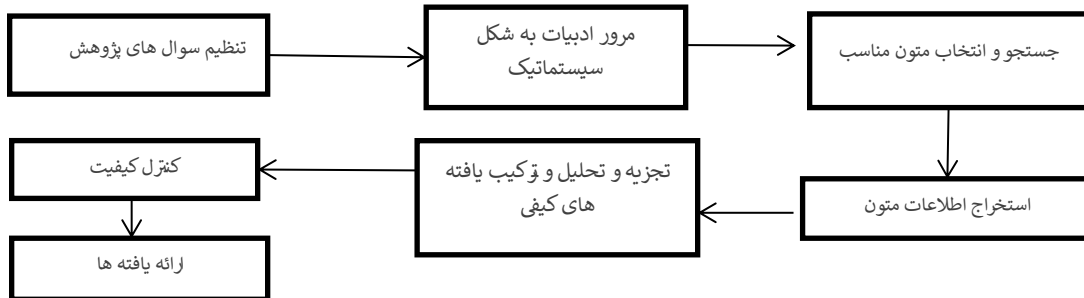 تنظیم سوال های پژوهش
مرور ادبیات به شکل
سیستماتیک
جستجو و انتخاب متون مناسب
استخراج اطلاعات متون
تجزیه و تحلیل و ترکیب یافته
های کیفی
کنترل کیفیت
ارائه یافته ها